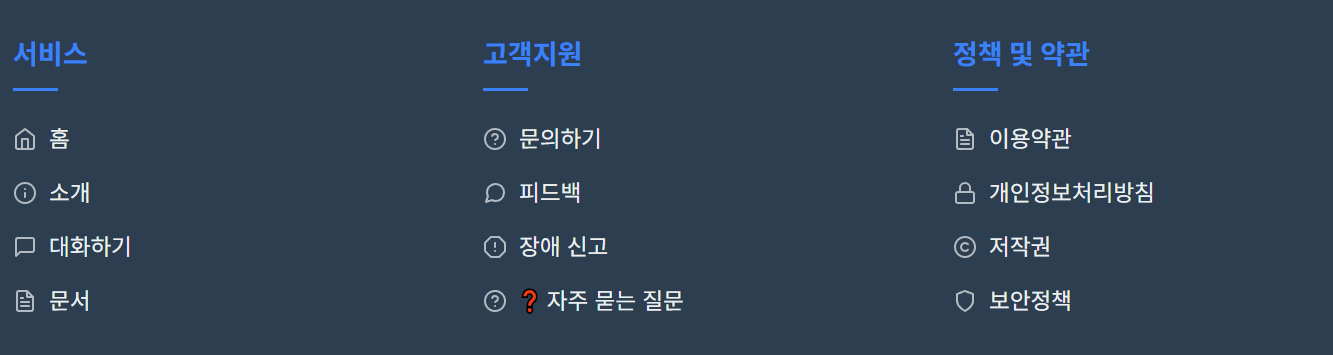 서비스
홈
소개
대화하기
문서
고객지원
문의하기
피드백
장애 신고
❓자주 묻는 질문
정책 및 약관
이용약관
개인정보처리방침
저작권
보안정책